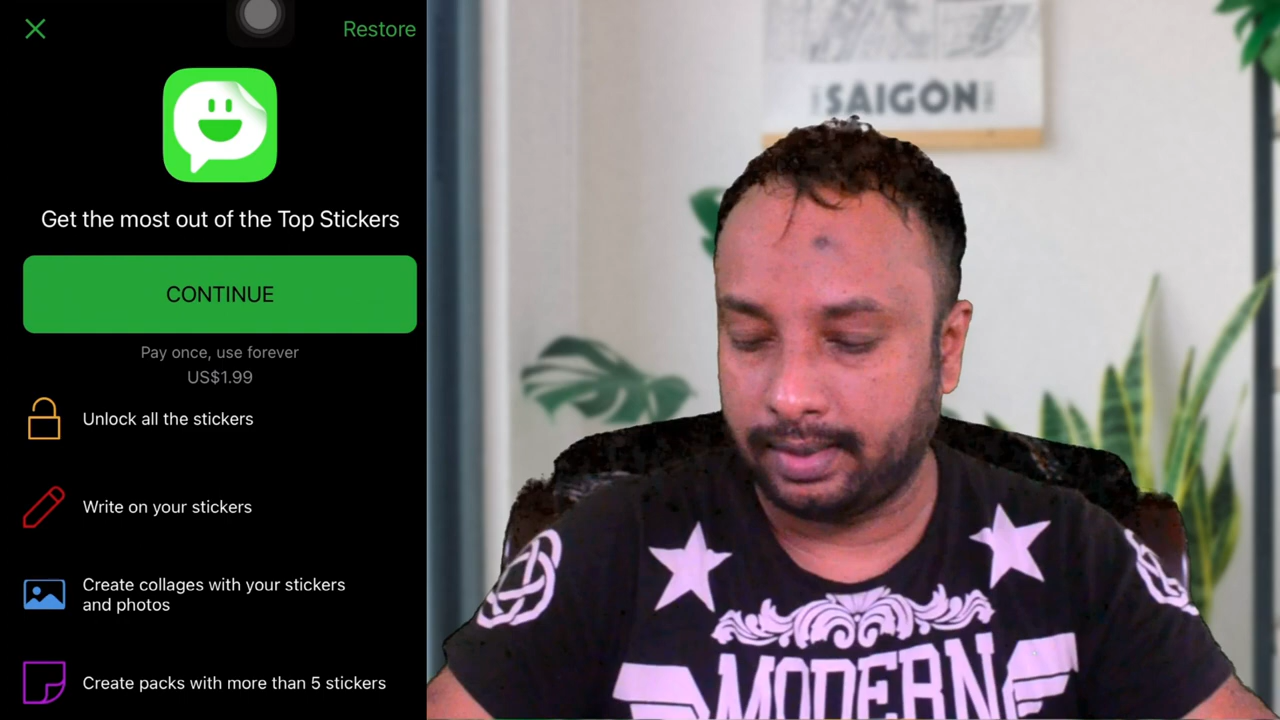 Restore
Get the most out of the Top Stickers
CONTINUE
Pay once, use forever
US$1.99
Unlock all the stickers
Write on your stickers
Create collages with your stickers
and photos
Create packs with more than 5 stickers
SAIGON
MODERN